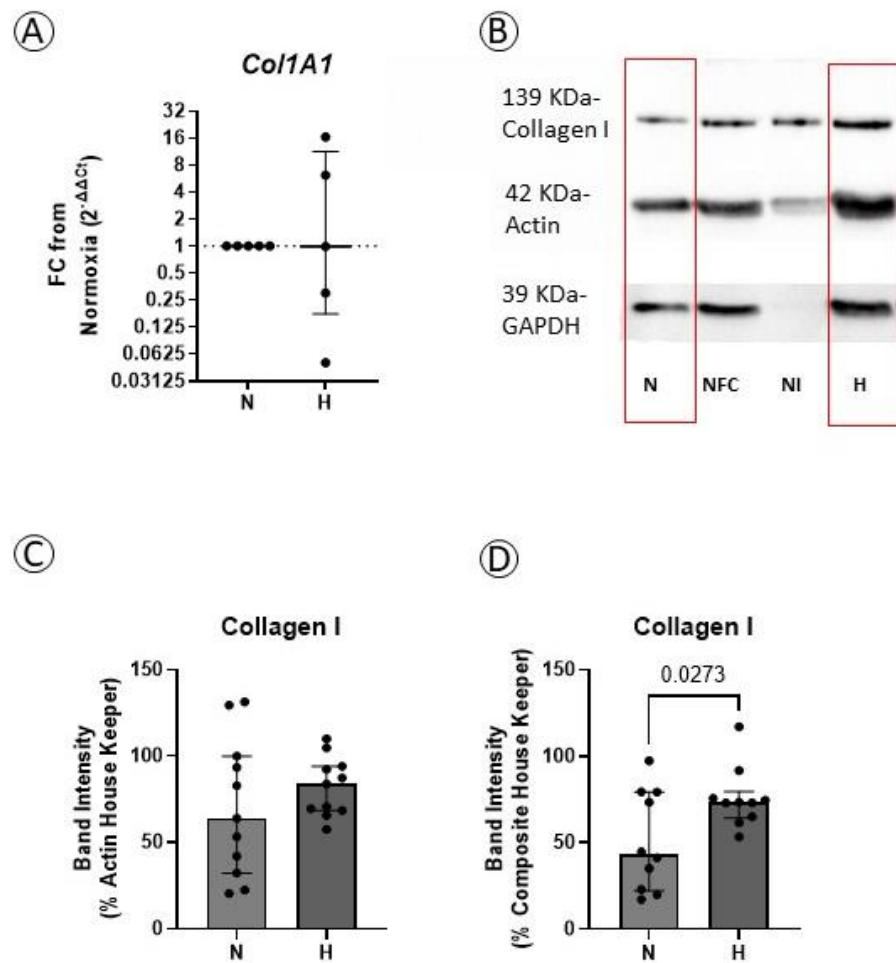 A
Col1A1
FC from
Normoxia (2^-ΔΔCt)
32
16
8
4
2
1
0.5
0.25
0.125
0.0625
0.03125
N H
B
139 KDa-
Collagen I
42 KDa-
Actin
39 KDa-
GAPDH
N NFC NI H
C
Collagen I
Band Intensity
(% Actin House Keeper)
150
100
50
0
N H
D
Collagen I
0.0273
Band Intensity
(% Composite House Keeper)
150
100
50
0
N H